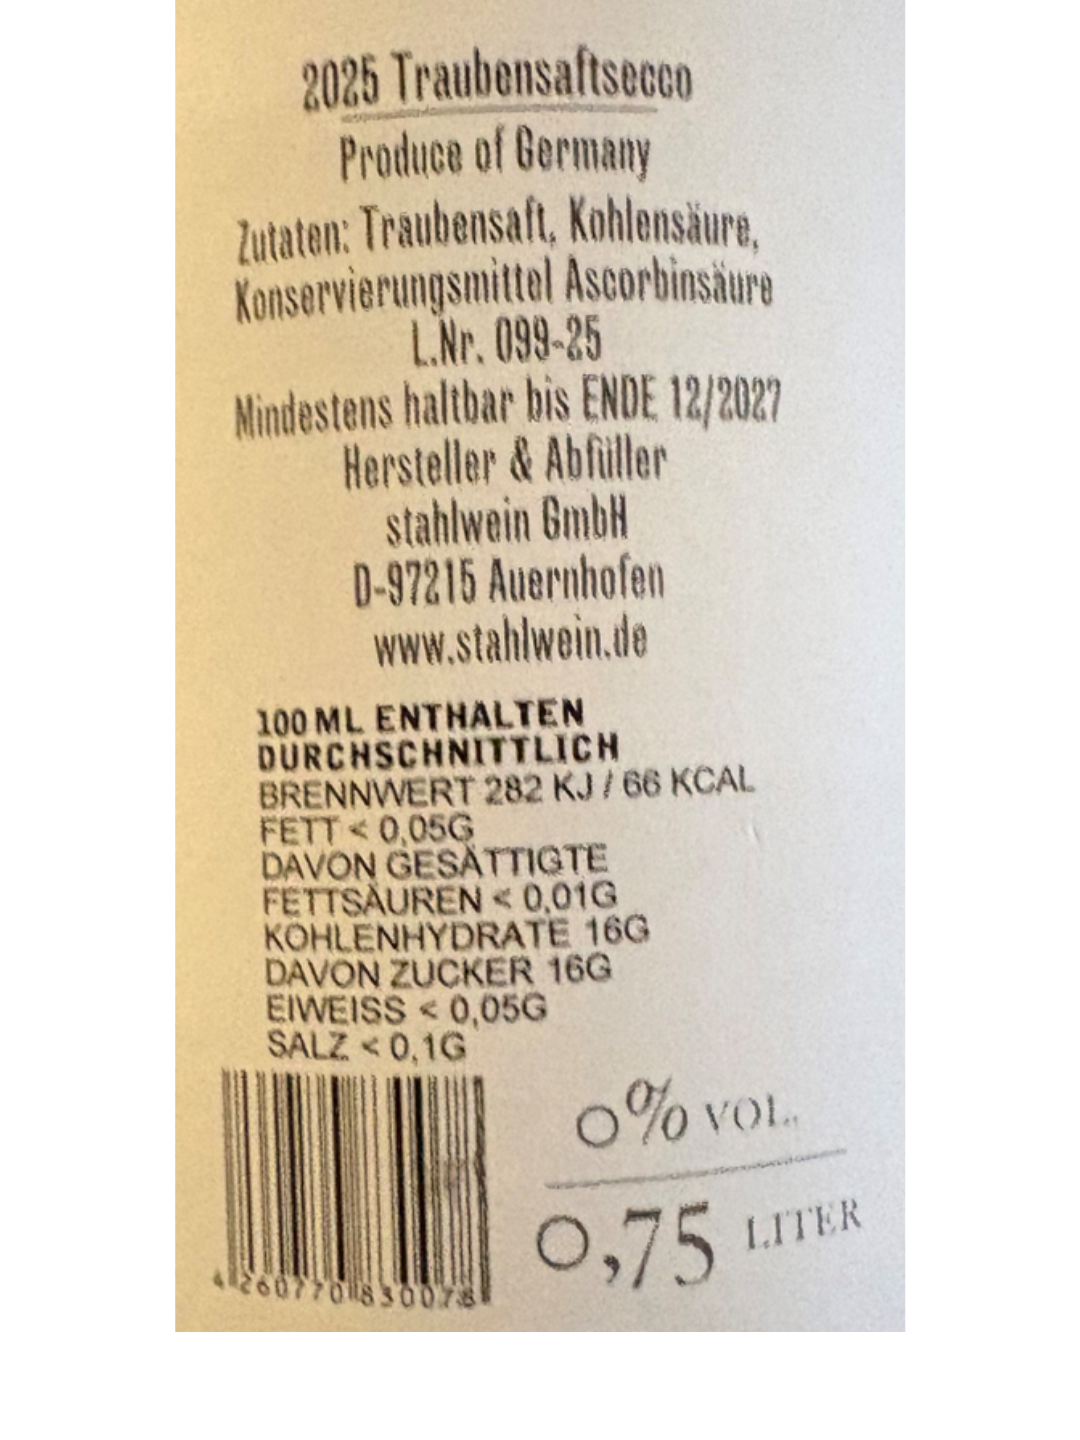 2025 Traubensaftsecco
Produce of Germany
Zutaten: Traubensaft, Kohlensäure,
Konservierungsmittel Ascorbinsäure
L.Nr. 099-25
Mindestens haltbar bis ENDE 12/2027
Hersteller & Abfüller
stahlwein GmbH
D-97215 Auernhofen
www.stahlwein.de
100 ML ENTHALTEN
DURCHSCHNITTLICH
BRENNWERT 282 KJ / 66 KCAL
FETT < 0,05G
DAVON GESÄTTIGTE
FETTSÄUREN < 0,01G
KOHLENHYDRATE 16G
DAVON ZUCKER 16G
EIWEISS < 0,05G
SALZ < 0,1G
4 260770 830078
0% VOL.
0,75 LITER